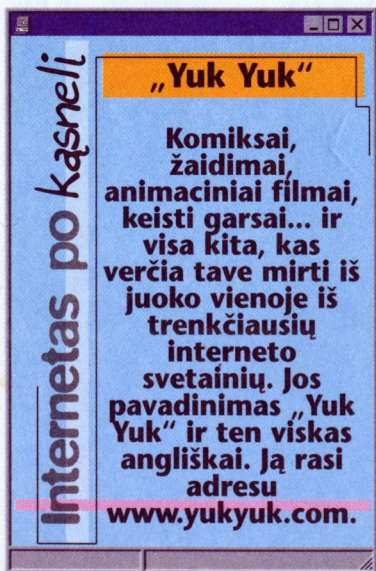 Internetas po kąsnelį
„Yuk Yuk“
Komiksai,
žaidimai,
animaciniai filmai,
keisti garsai... ir
visa kita, kas
verčia tave mirti iš
juoko vienoje iš
trenkčiausių
interneto
svetainių. Jos
pavadinimas „Yuk
Yuk“ ir ten viskas
angliškai. Ją rasi
adresu
www.yukyuk.com.